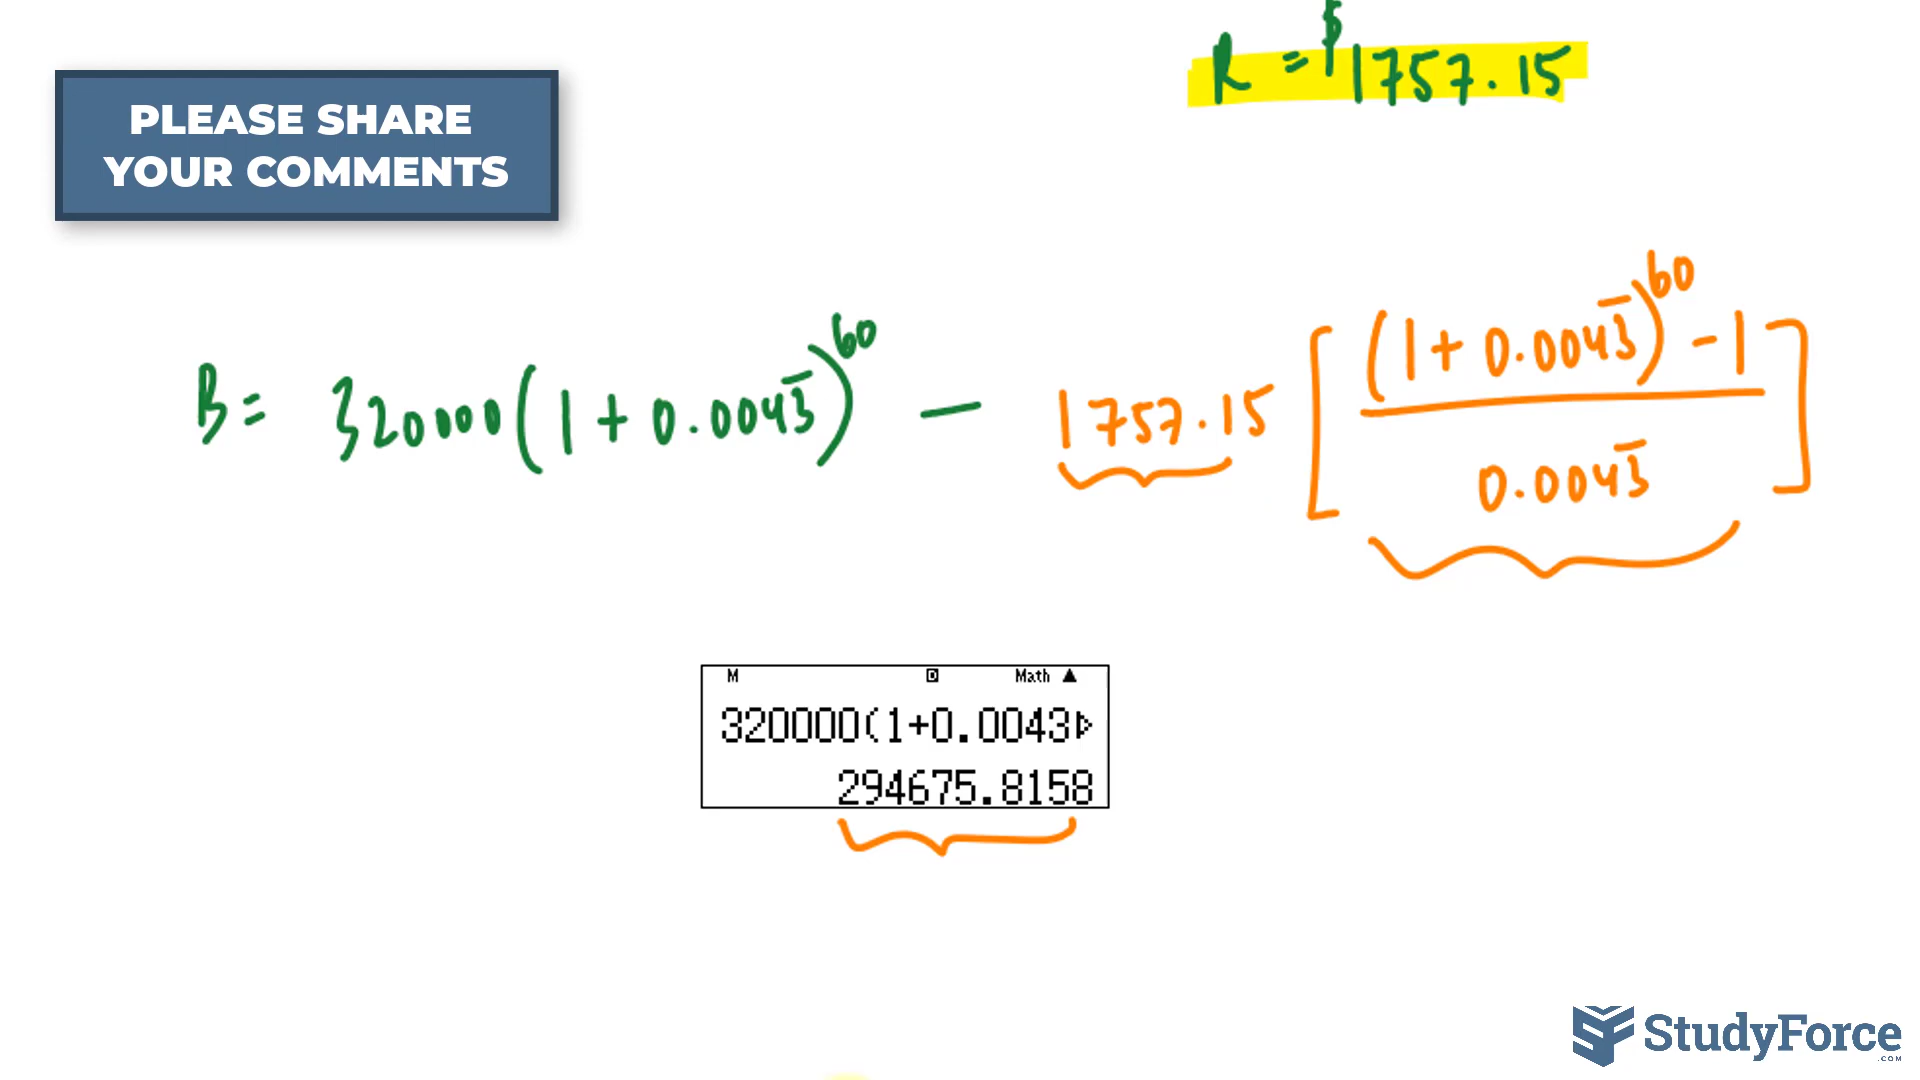 R = $1757.15
PLEASE SHARE
YOUR COMMENTS
B = 320000(1 + 0.0043̅)^60 − 1757.15 [((1 + 0.0043̅)^60 − 1) / 0.0043̅]
M D Math ▲
320000(1+0.0043▷
294675.8158
StudyForce
.COM